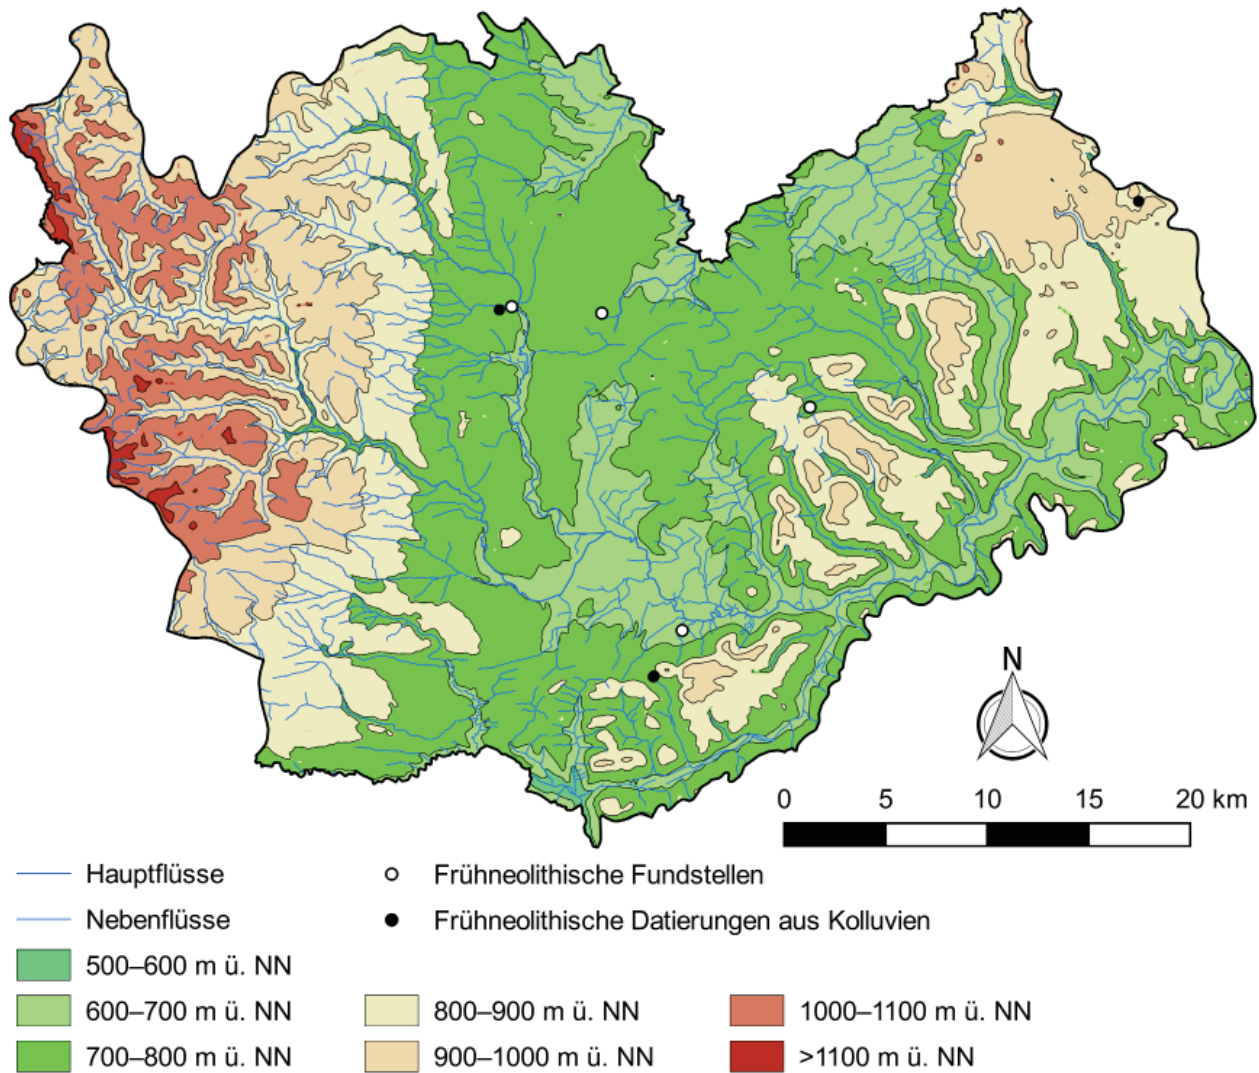 N
0 5 10 15 20 km
Hauptflüsse
Frühneolithische Fundstellen
Nebenflüsse
Frühneolithische Datierungen aus Kolluvien
500–600 m ü. NN
600–700 m ü. NN
800–900 m ü. NN
1000–1100 m ü. NN
700–800 m ü. NN
900–1000 m ü. NN
>1100 m ü. NN